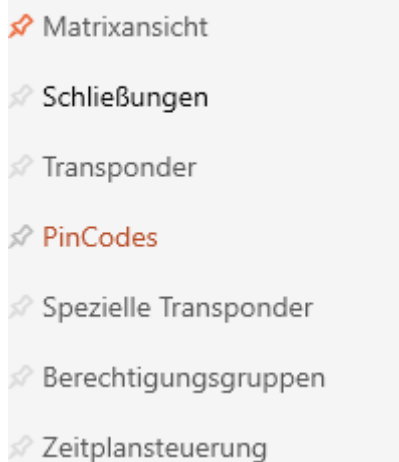 Matrixansicht
Schließungen
Transponder
PinCodes
Spezielle Transponder
Berechtigungsgruppen
Zeitplansteuerung